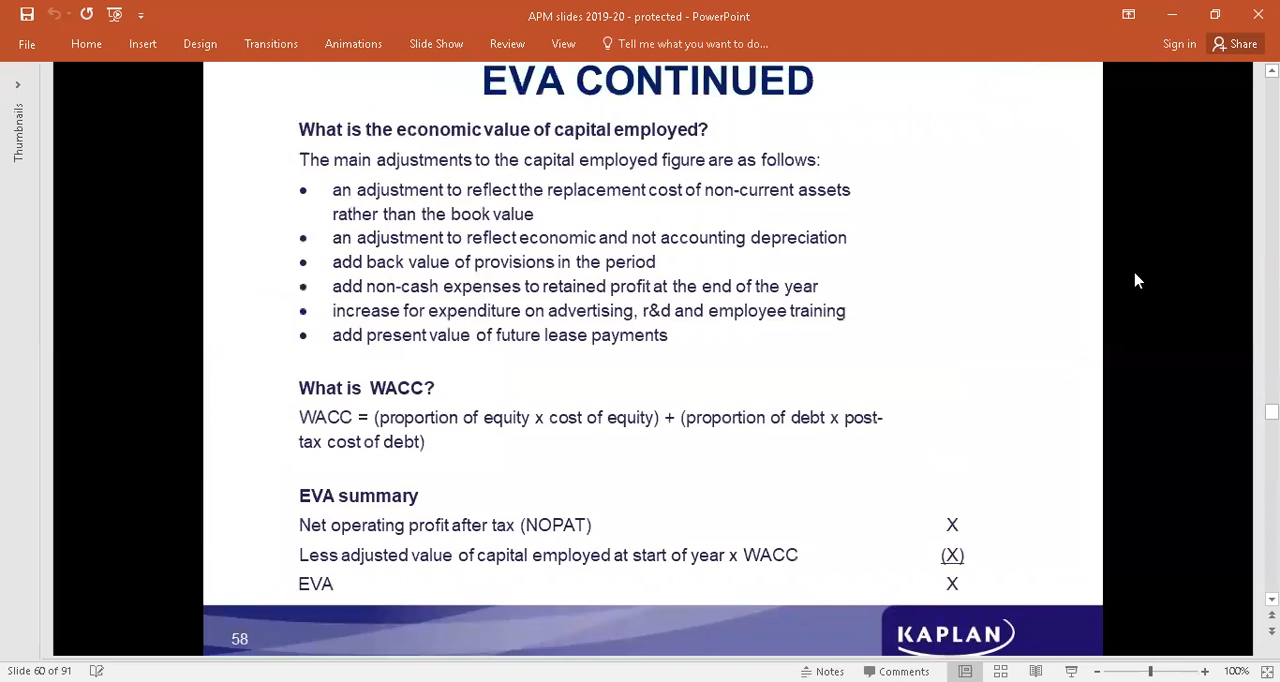 APM slides 2019-20 - protected - PowerPoint
File Home Insert Design Transitions Animations Slide Show Review View Tell me what you want to do... Sign in Share
Thumbnails
EVA CONTINUED
What is the economic value of capital employed?
The main adjustments to the capital employed figure are as follows:
• an adjustment to reflect the replacement cost of non-current assets
rather than the book value
• an adjustment to reflect economic and not accounting depreciation
• add back value of provisions in the period
• add non-cash expenses to retained profit at the end of the year
• increase for expenditure on advertising, r&d and employee training
• add present value of future lease payments
What is WACC?
WACC = (proportion of equity x cost of equity) + (proportion of debt x post-
tax cost of debt)
EVA summary
Net operating profit after tax (NOPAT) X
Less adjusted value of capital employed at start of year x WACC (X)
EVA X
58 KAPLAN
Slide 60 of 91 Notes Comments 100%